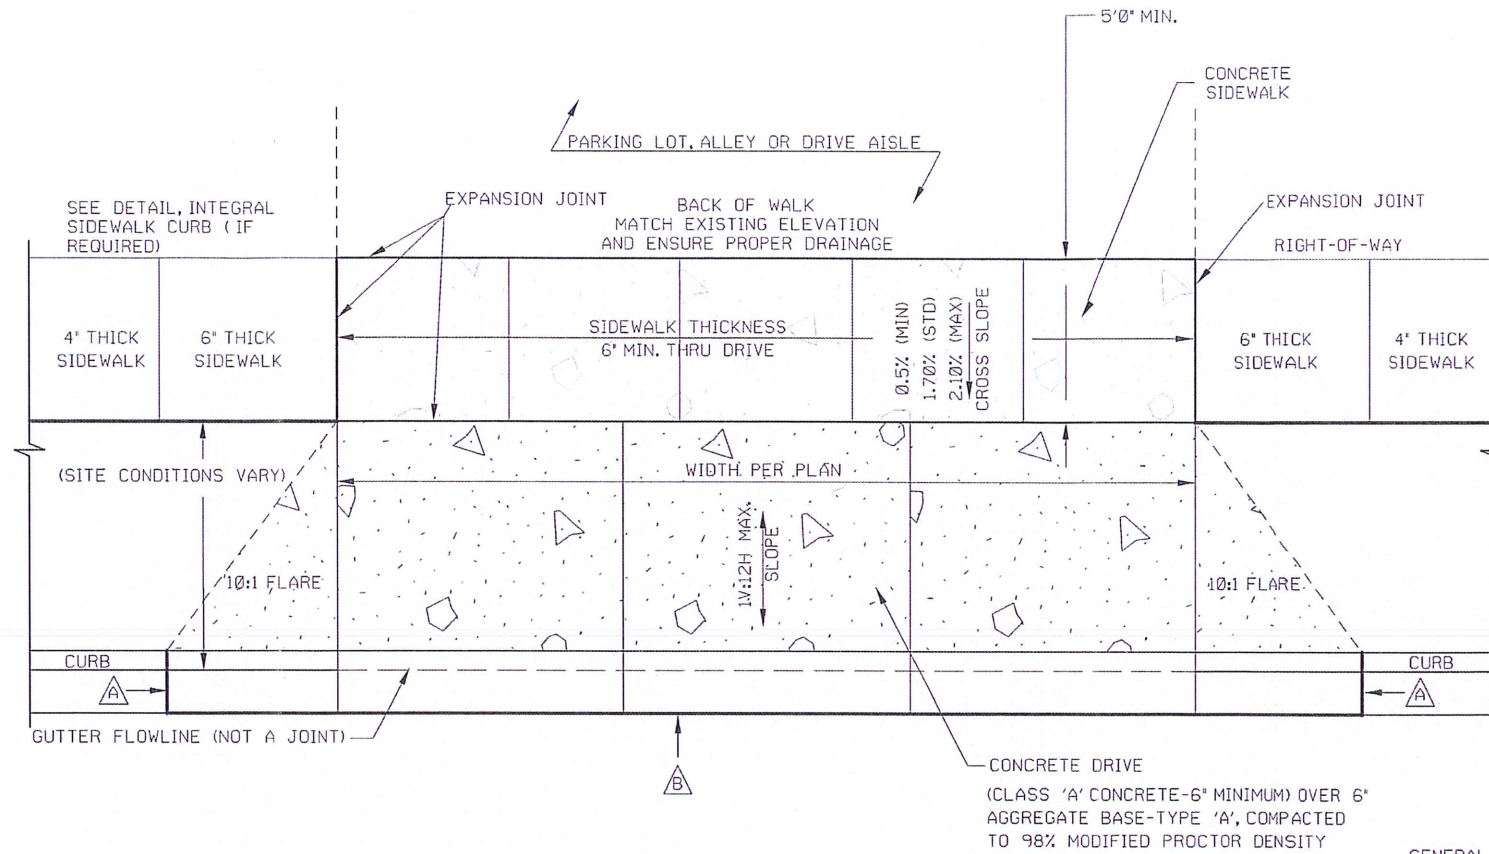 5'0" MIN.
CONCRETE
SIDEWALK
PARKING LOT, ALLEY OR DRIVE AISLE
SEE DETAIL, INTEGRAL
SIDEWALK CURB (IF
REQUIRED)
EXPANSION JOINT
BACK OF WALK
MATCH EXISTING ELEVATION
AND ENSURE PROPER DRAINAGE
EXPANSION JOINT
RIGHT-OF-WAY
4" THICK
SIDEWALK
6" THICK
SIDEWALK
SIDEWALK THICKNESS
6" MIN. THRU DRIVE
0.5% (MIN)
1.70% (STD)
2.10% (MAX)
CROSS SLOPE
6" THICK
SIDEWALK
4" THICK
SIDEWALK
(SITE CONDITIONS VARY)
WIDTH PER PLAN
1V:12H MAX.
SLOPE
10:1 FLARE
10:1 FLARE
CURB
CURB
A
A
GUTTER FLOWLINE (NOT A JOINT)
B
CONCRETE DRIVE
(CLASS 'A' CONCRETE-6" MINIMUM) OVER 6"
AGGREGATE BASE-TYPE 'A', COMPACTED
TO 98% MODIFIED PROCTOR DENSITY